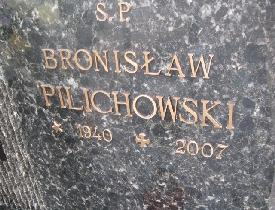 Ś.P.
BRONISŁAW
PILICHOWSKI
* 1940 ✝ 2007